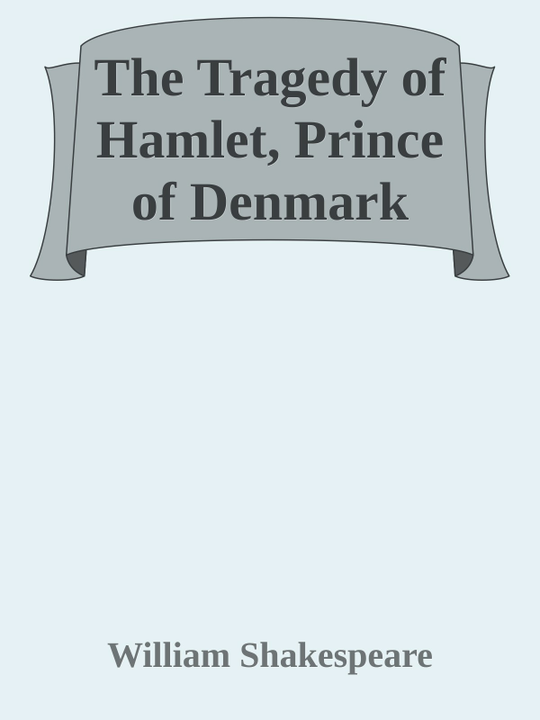 The Tragedy of
Hamlet, Prince
of Denmark
William Shakespeare